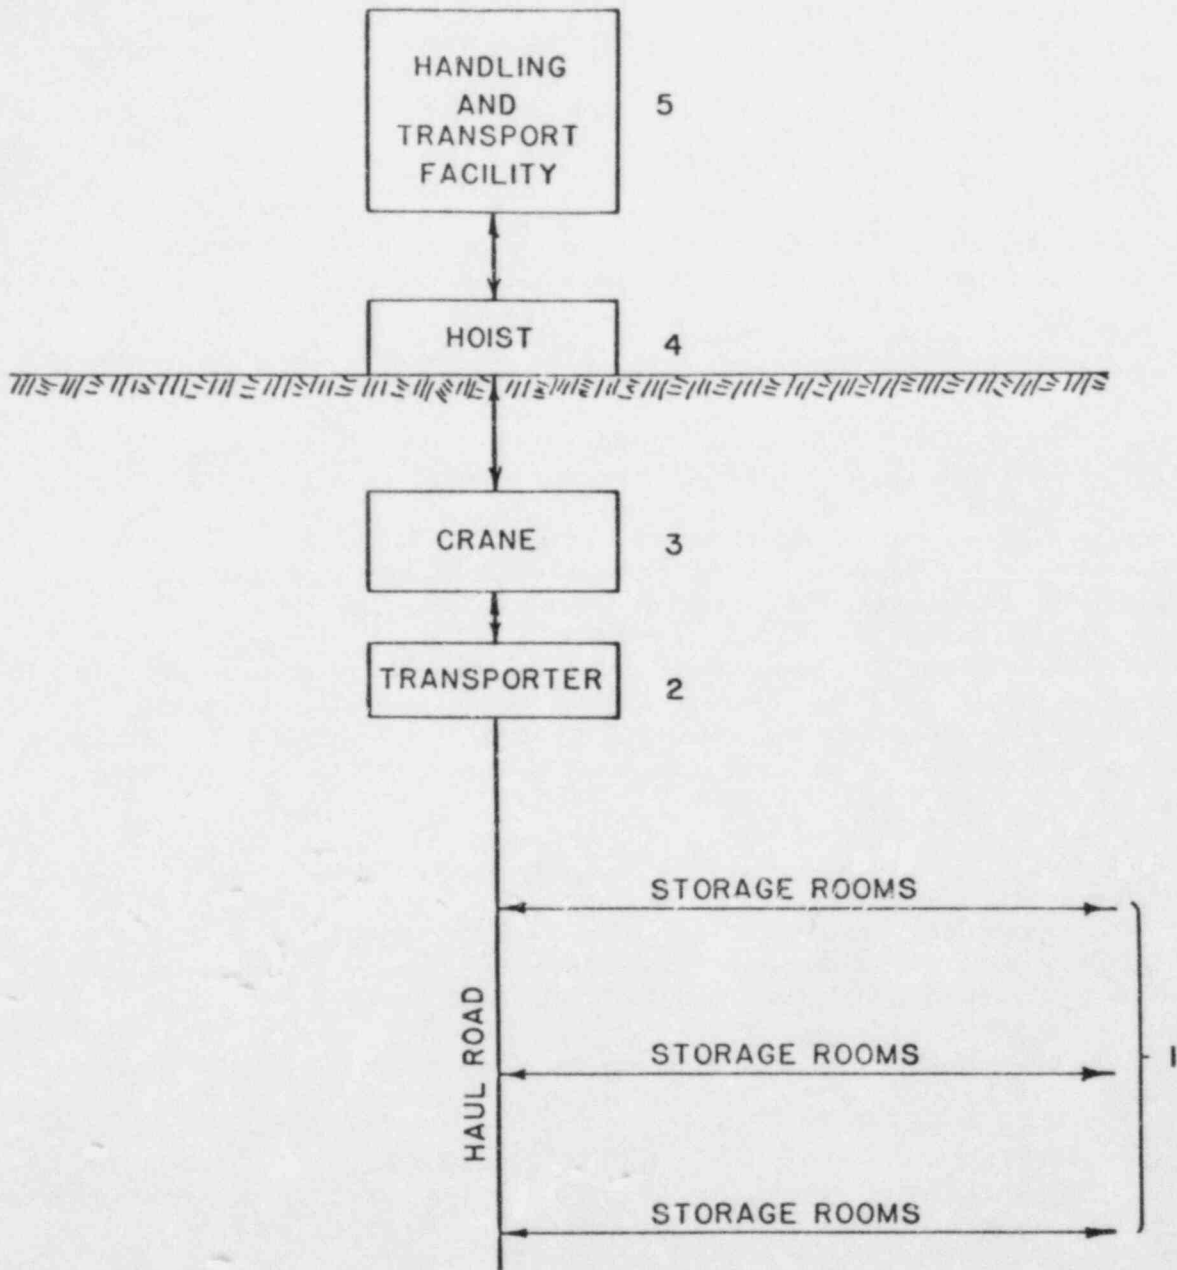 HANDLING
AND
TRANSPORT
FACILITY
5
HOIST
4
CRANE
3
TRANSPORTER
2
STORAGE ROOMS
HAUL ROAD
STORAGE ROOMS
1
STORAGE ROOMS